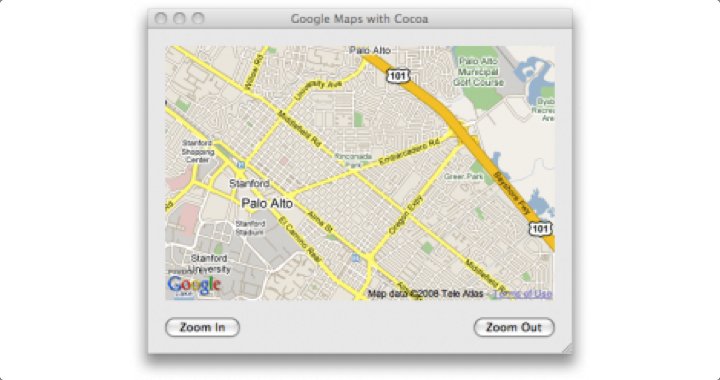 Google Maps with Cocoa
Palo Alto
101
Palo Alto
Municipal
Golf Course
Willow Rd
University Ave
Middlefield Rd
Stanford
Shopping
Center
Rinconada
Park
Embarcadero Rd
Greer Park
Bayshore Fwy
Stanford
Palo Alto
Oregon Expy
101
Stanford
Stadium
Alma St
El Camino Real
Stanford
University
Middlefield Rd
Google
Map data ©2008 Tele Atlas - Terms of Use
Zoom In
Zoom Out